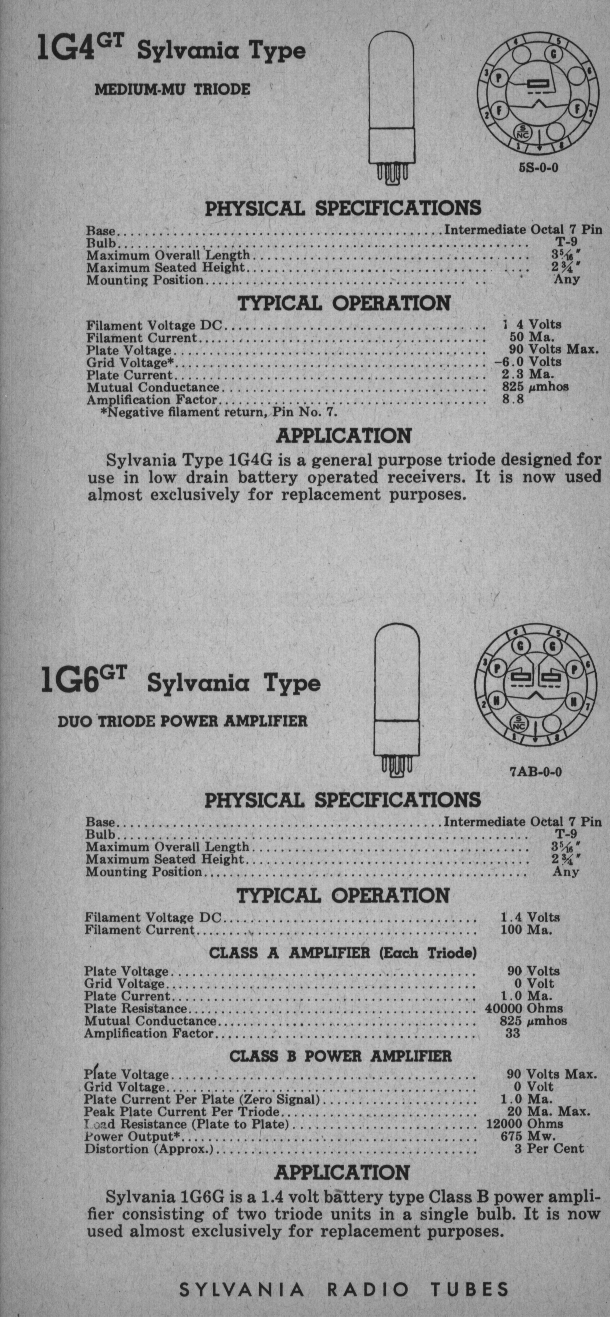 1G4GT Sylvania Type
MEDIUM-MU TRIODE
5S-0-0
PHYSICAL SPECIFICATIONS
Base....................Intermediate Octal 7 Pin
Bulb....................T-9
Maximum Overall Length....................3 5/16"
Maximum Seated Height....................2 3/4"
Mounting Position....................Any
TYPICAL OPERATION
Filament Voltage DC....................1 4 Volts
Filament Current....................50 Ma.
Plate Voltage....................90 Volts Max.
Grid Voltage*....................-6.0 Volts
Plate Current....................2.3 Ma.
Mutual Conductance....................825 μmhos
Amplification Factor....................8.8
*Negative filament return, Pin No. 7.
APPLICATION
Sylvania Type 1G4G is a general purpose triode designed for
use in low drain battery operated receivers. It is now used
almost exclusively for replacement purposes.
1G6GT Sylvania Type
DUO TRIODE POWER AMPLIFIER
7AB-0-0
PHYSICAL SPECIFICATIONS
Base....................Intermediate Octal 7 Pin
Bulb....................T-9
Maximum Overall Length....................3 5/16"
Maximum Seated Height....................2 3/4"
Mounting Position....................Any
TYPICAL OPERATION
Filament Voltage DC....................1.4 Volts
Filament Current....................100 Ma.
CLASS A AMPLIFIER (Each Triode)
Plate Voltage....................90 Volts
Grid Voltage....................0 Volt
Plate Current....................1.0 Ma.
Plate Resistance....................40000 Ohms
Mutual Conductance....................825 μmhos
Amplification Factor....................33
CLASS B POWER AMPLIFIER
Plate Voltage....................90 Volts Max.
Grid Voltage....................0 Volt
Plate Current Per Plate (Zero Signal)....................1.0 Ma.
Peak Plate Current Per Triode....................20 Ma. Max.
Load Resistance (Plate to Plate)....................12000 Ohms
Power Output*....................675 Mw.
Distortion (Approx.)....................3 Per Cent
APPLICATION
Sylvania 1G6G is a 1.4 volt battery type Class B power ampli-
fier consisting of two triode units in a single bulb. It is now
used almost exclusively for replacement purposes.
SYLVANIA RADIO TUBES